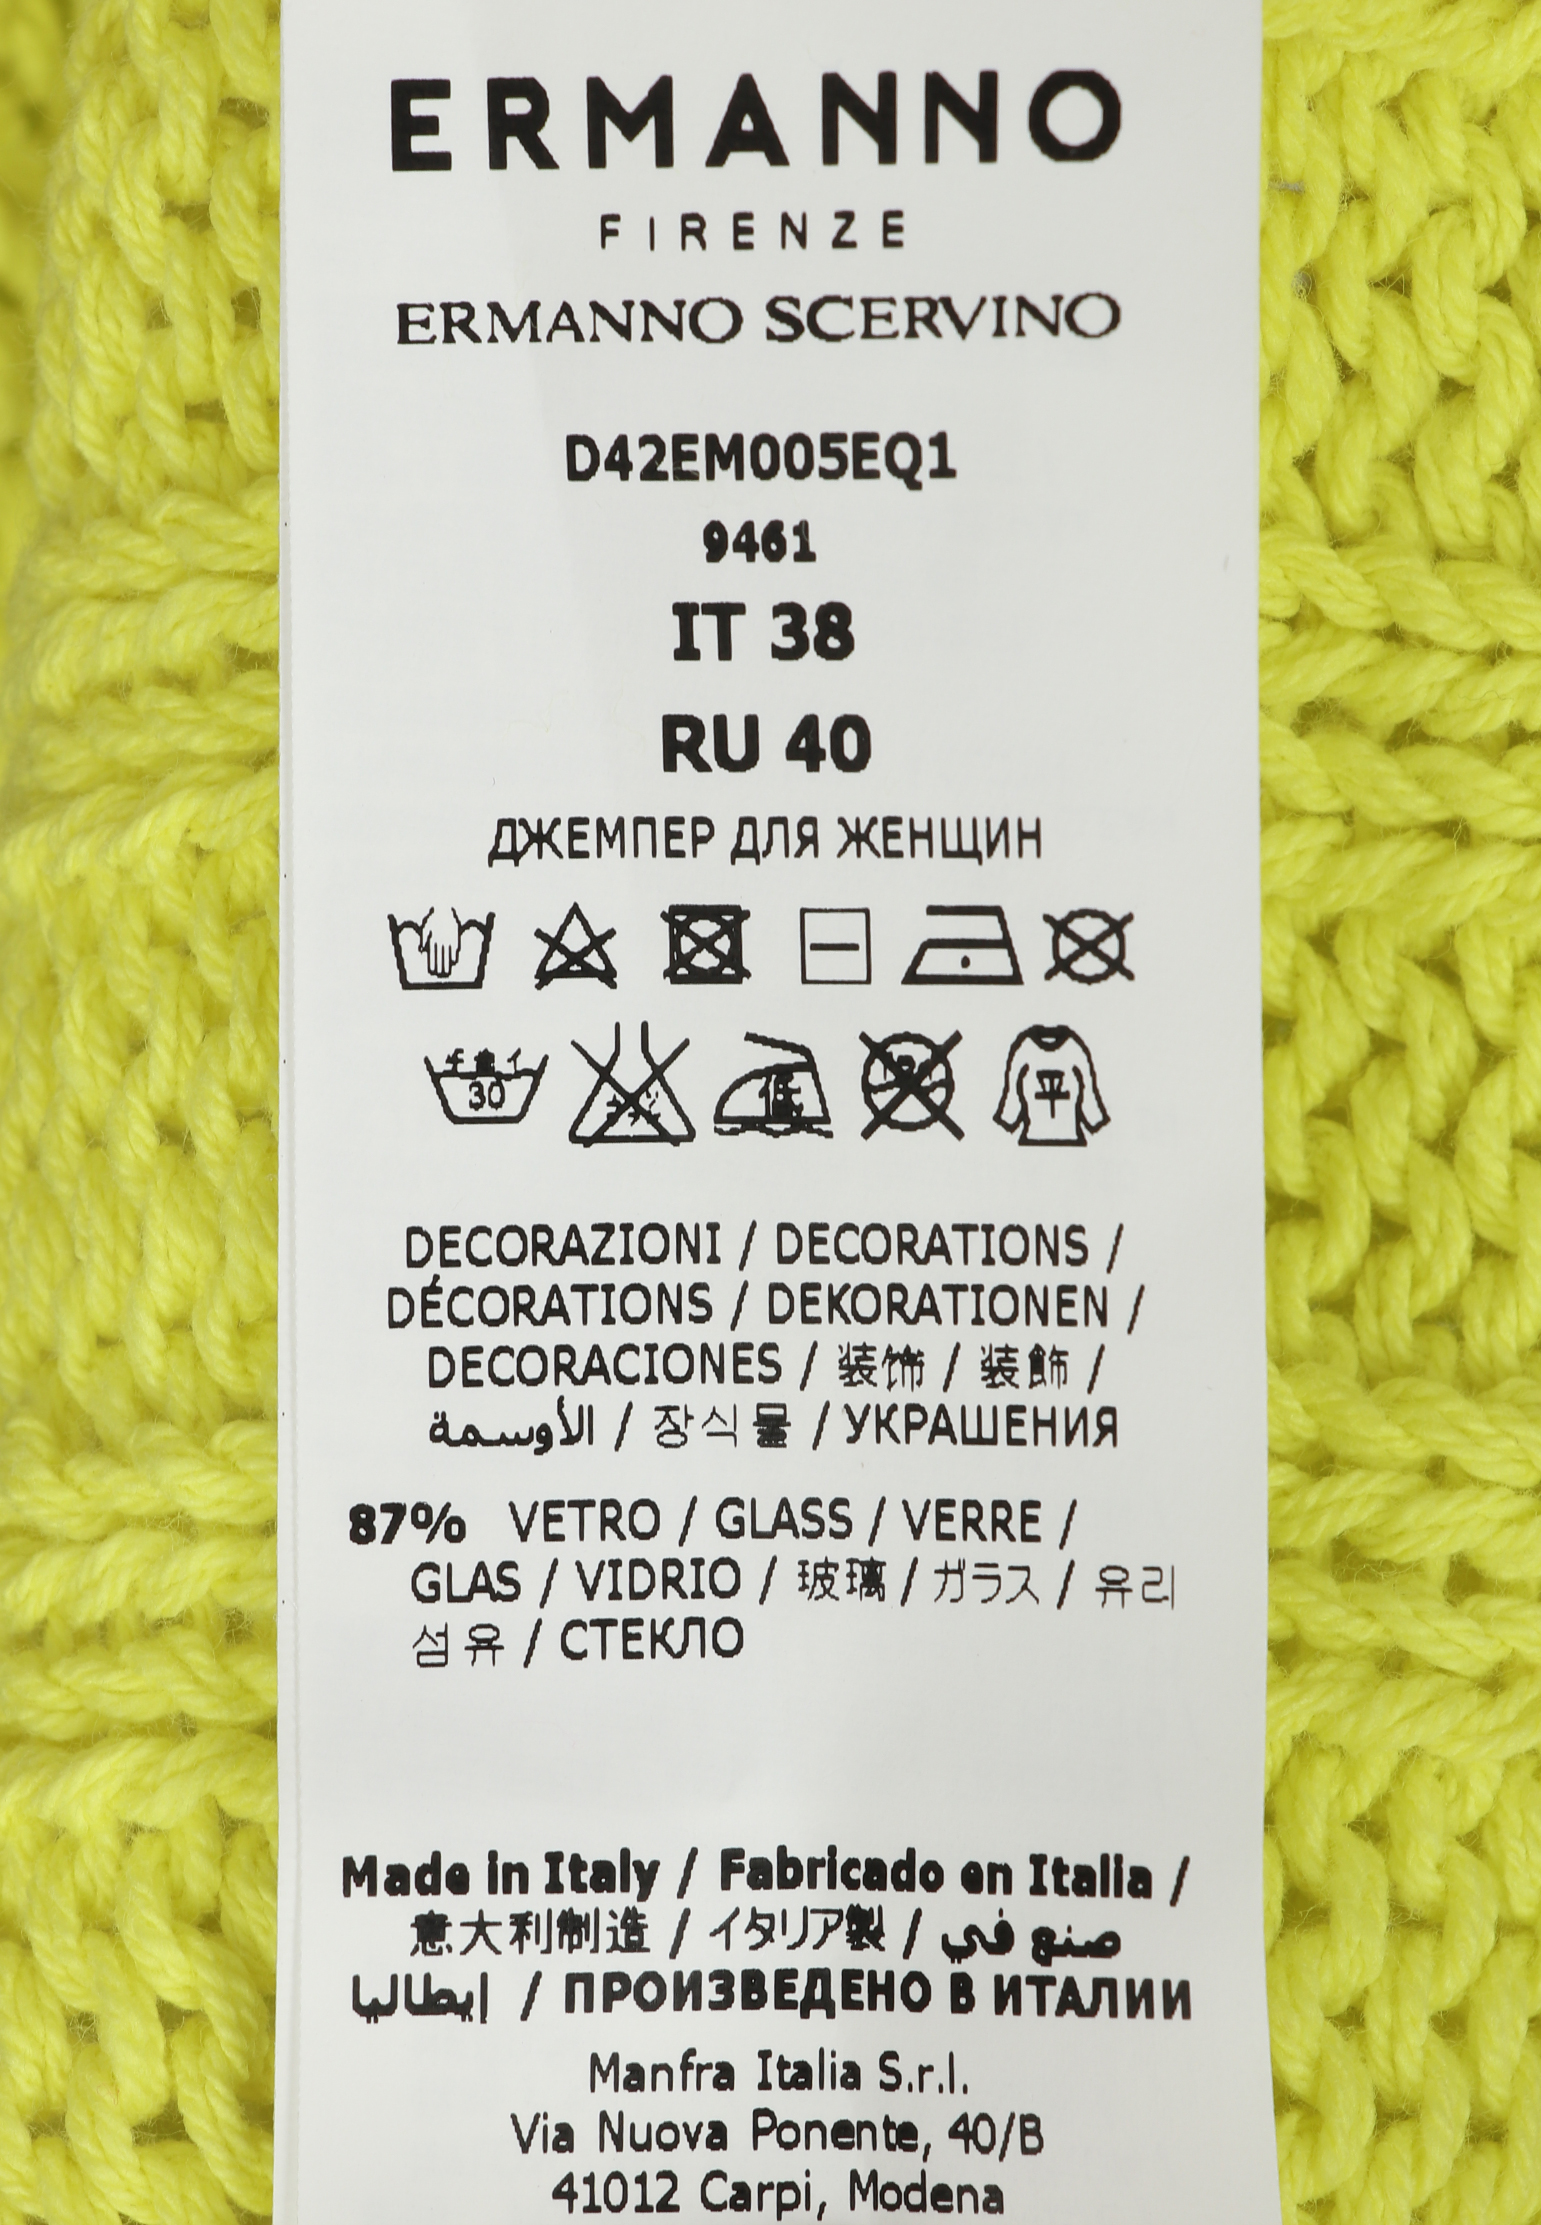 ERMANNO
FIRENZE
ERMANNO SCERVINO
D42EM005EQ1
9461
IT 38
RU 40
ДЖЕМПЕР ДЛЯ ЖЕНЩИН
30
平
DECORAZIONI / DECORATIONS /
DÉCORATIONS / DEKORATIONEN /
DECORACIONES / 装饰 / 装飾 /
الأوسمة / 장식물 / УКРАШЕНИЯ
87% VETRO / GLASS / VERRE /
GLAS / VIDRIO / 玻璃 / ガラス / 유리
섬유 / СТЕКЛО
Made in Italy / Fabricado en Italia /
意大利制造 / イタリア製 / صنع في
إيطاليا / ПРОИЗВЕДЕНО В ИТАЛИИ
Manfra Italia S.r.l.
Via Nuova Ponente, 40/B
41012 Carpi, Modena